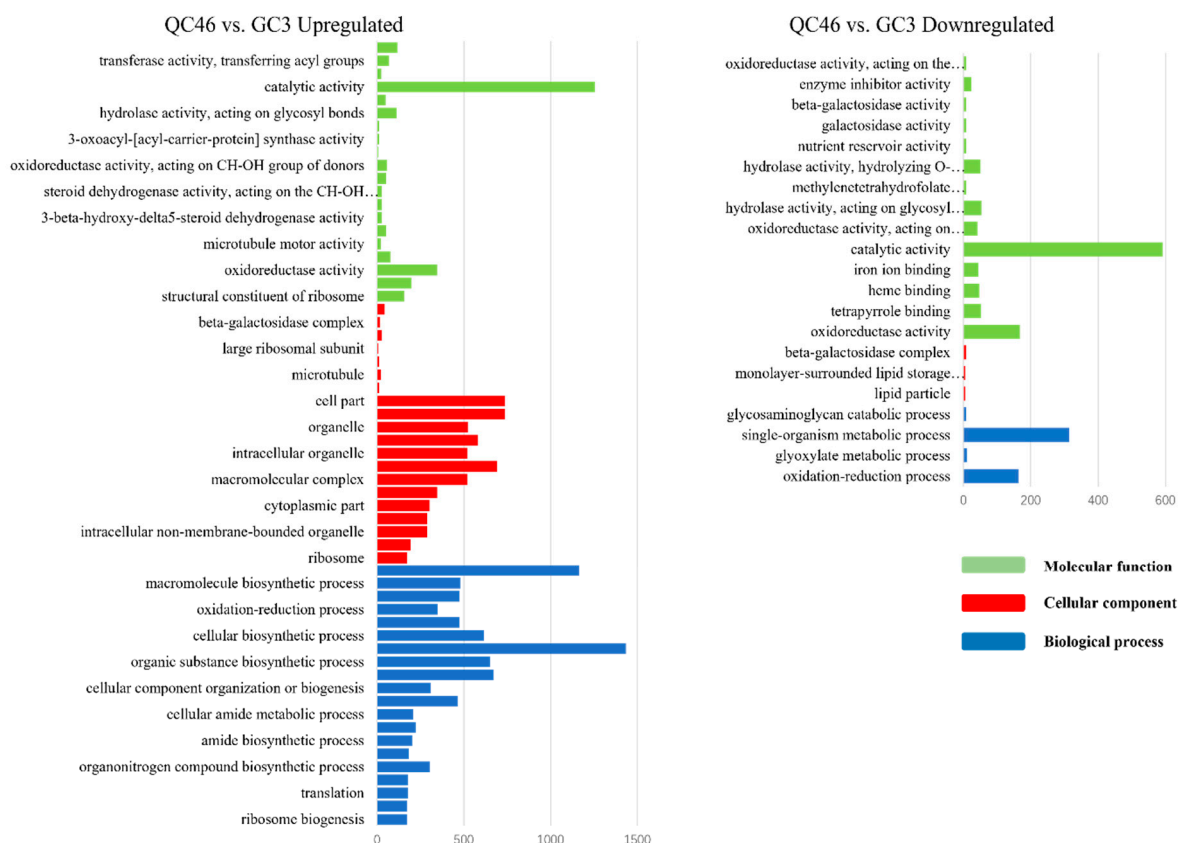 QC46 vs. GC3 Upregulated
transferase activity, transferring acyl groups
catalytic activity
hydrolase activity, acting on glycosyl bonds
3-oxoacyl-[acyl-carrier-protein] synthase activity
oxidoreductase activity, acting on CH-OH group of donors
steroid dehydrogenase activity, acting on the CH-OH…
3-beta-hydroxy-delta5-steroid dehydrogenase activity
microtubule motor activity
oxidoreductase activity
structural constituent of ribosome
beta-galactosidase complex
large ribosomal subunit
microtubule
cell part
organelle
intracellular organelle
macromolecular complex
cytoplasmic part
intracellular non-membrane-bounded organelle
ribosome
macromolecule biosynthetic process
oxidation-reduction process
cellular biosynthetic process
organic substance biosynthetic process
cellular component organization or biogenesis
cellular amide metabolic process
amide biosynthetic process
organonitrogen compound biosynthetic process
translation
ribosome biogenesis
0 500 1000 1500
QC46 vs. GC3 Downregulated
oxidoreductase activity, acting on the…
enzyme inhibitor activity
beta-galactosidase activity
galactosidase activity
nutrient reservoir activity
hydrolase activity, hydrolyzing O-…
methylenetetrahydrofolate…
hydrolase activity, acting on glycosyl…
oxidoreductase activity, acting on…
catalytic activity
iron ion binding
heme binding
tetrapyrrole binding
oxidoreductase activity
beta-galactosidase complex
monolayer-surrounded lipid storage…
lipid particle
glycosaminoglycan catabolic process
single-organism metabolic process
glyoxylate metabolic process
oxidation-reduction process
0 200 400 600
Molecular function
Cellular component
Biological process